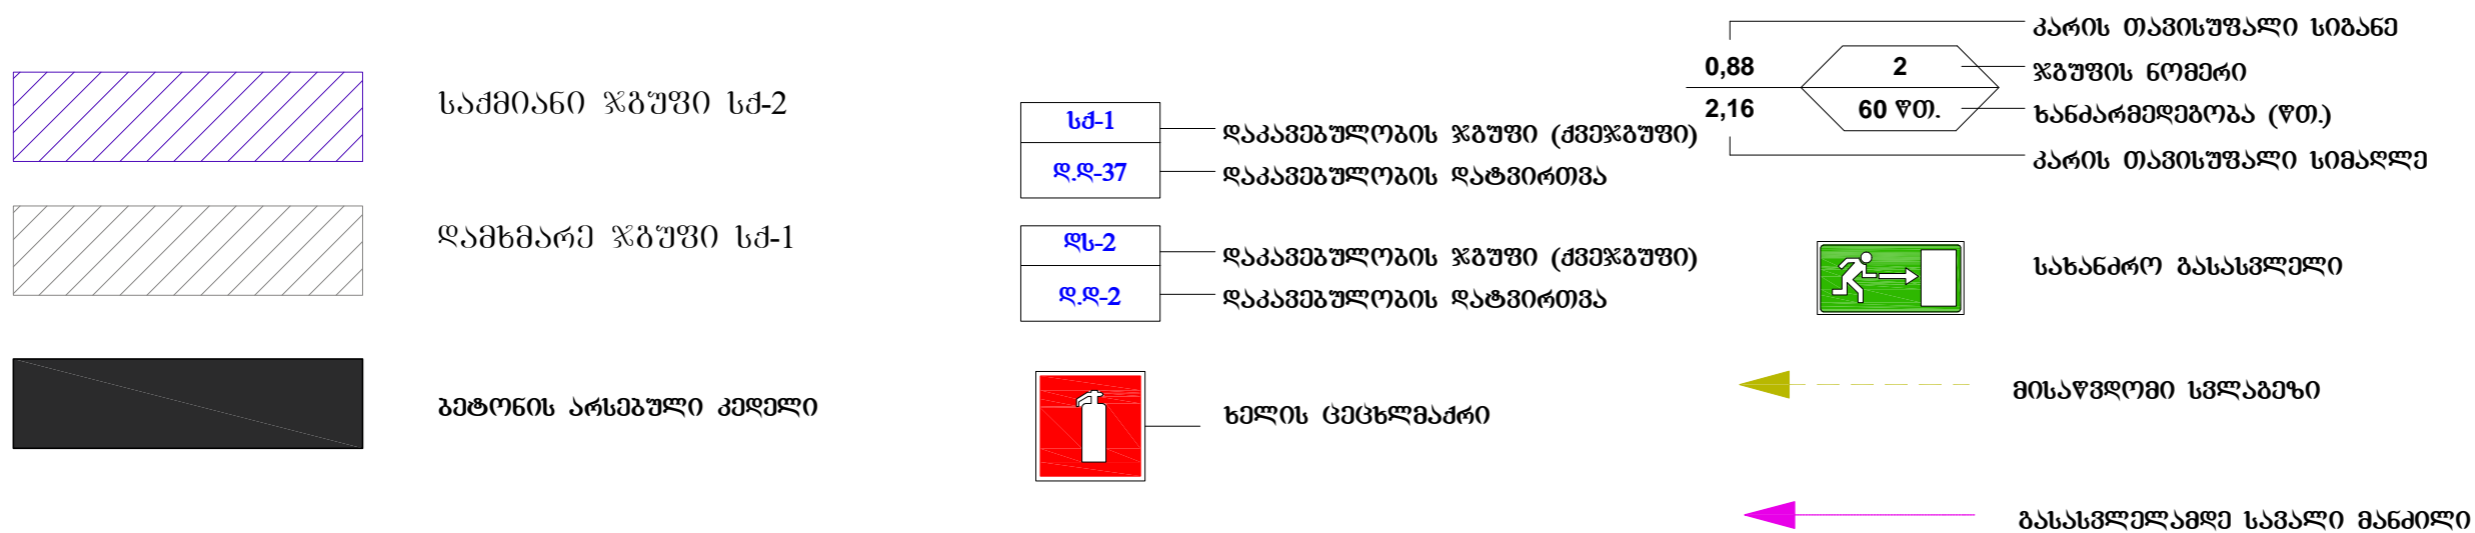 საქმიანი ჯგუფი სქ-2
დამხმარე ჯგუფი სქ-1
ბეტონის არსებული კედელი
სქ-1
დაკავებულობის ჯგუფი (ქვეჯგუფი)
დ.დ-37
დაკავებულობის დატვირთვა
დს-2
დაკავებულობის ჯგუფი (ქვეჯგუფი)
დ.დ-2
დაკავებულობის დატვირთვა
ხელის ცეცხლმაქრი
კარის თავისუფალი სიგანე
0,88
2
ჯგუფის ნომერი
2,16
60 წთ.
ხანძარმედეგობა (წთ.)
კარის თავისუფალი სიმაღლე
სახანძრო გასასვლელი
მისაწვდომი სვლაგეზი
გასასვლელამდე სავალი მანძილი